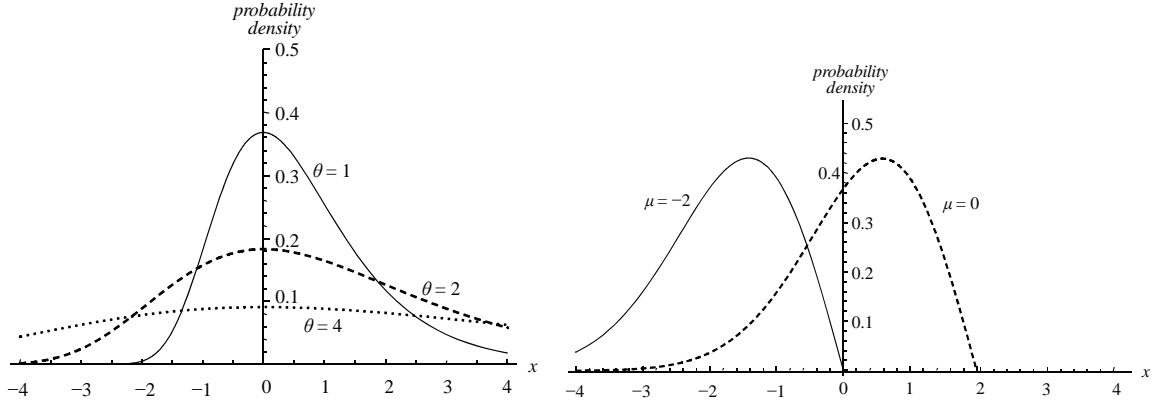 probability
density
0.5
0.4
0.3
0.2
0.1
θ = 1
θ = 2
θ = 4
−4 −3 −2 −1 0 1 2 3 4 x
probability
density
0.5
0.4
0.3
0.2
0.1
μ = −2
μ = 0
−4 −3 −2 −1 0 1 2 3 4 x